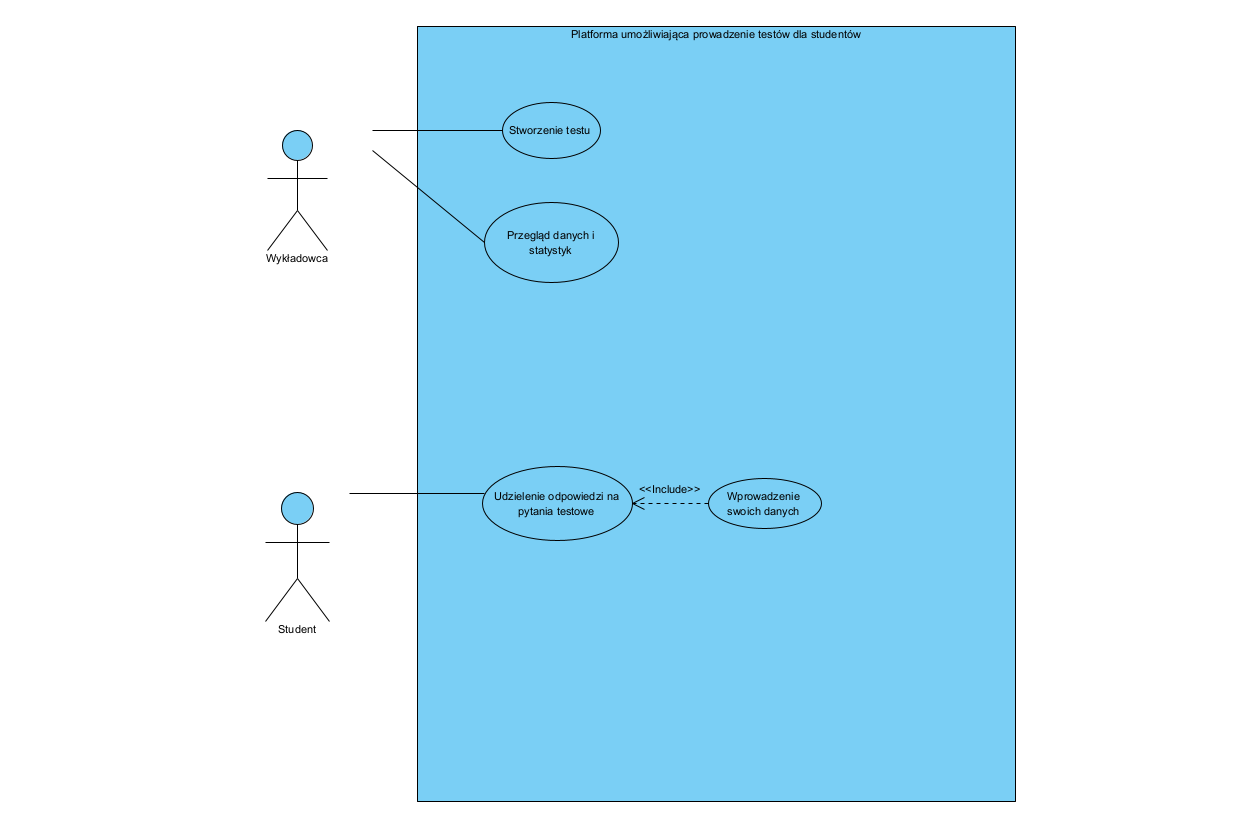 Platforma umożliwiająca prowadzenie testów dla studentów
Stworzenie testu
Przegląd danych i
statystyk
Wykładowca
Udzielenie odpowiedzi na
pytania testowe
<<Include>>
Wprowadzenie
swoich danych
Student